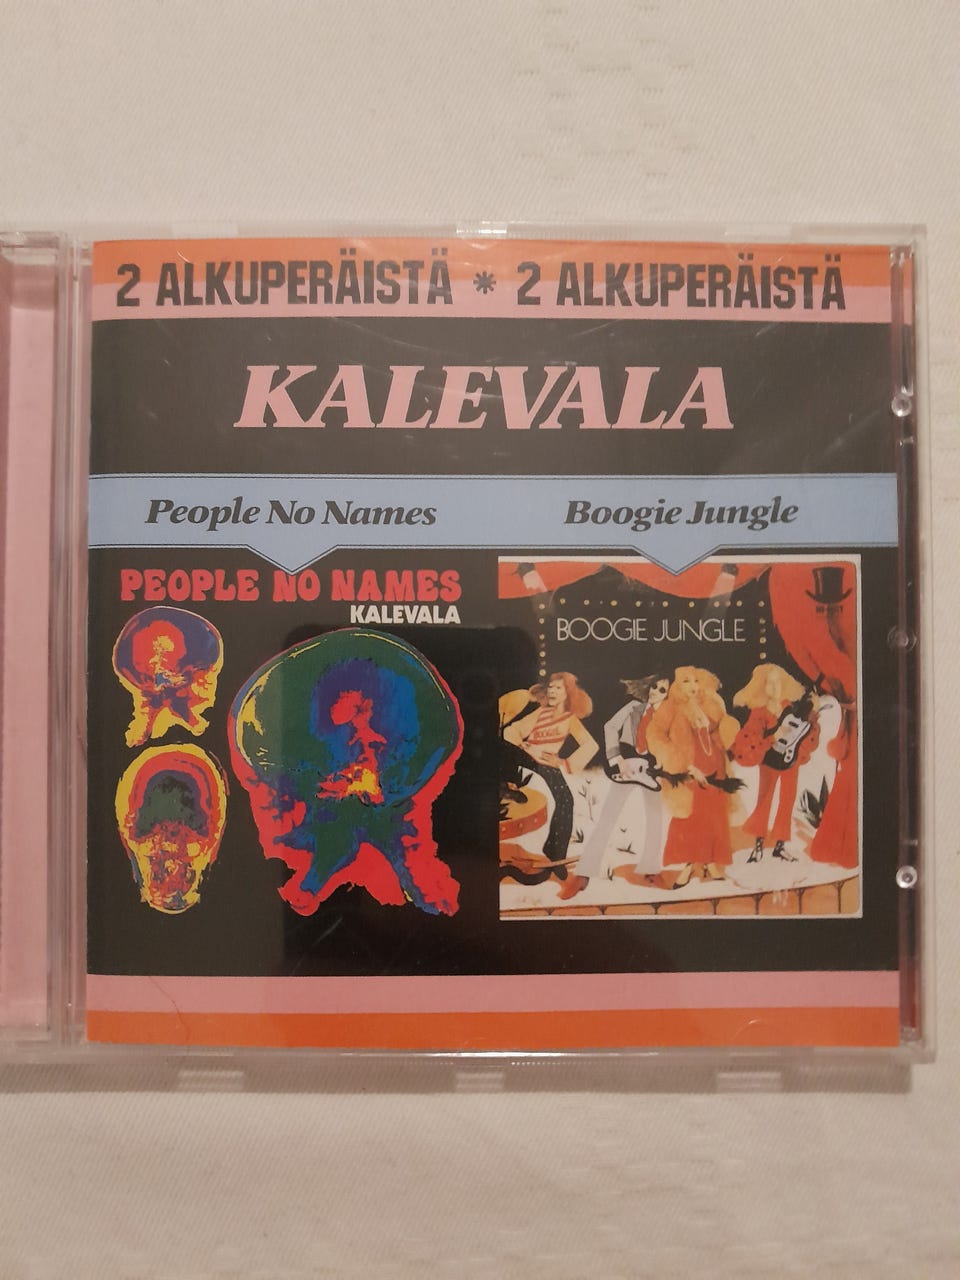 2 ALKUPERÄISTÄ * 2 ALKUPERÄISTÄ
KALEVALA
People No Names
Boogie Jungle
PEOPLE NO NAMES
KALEVALA
BOOGIE JUNGLE
BOOGIE